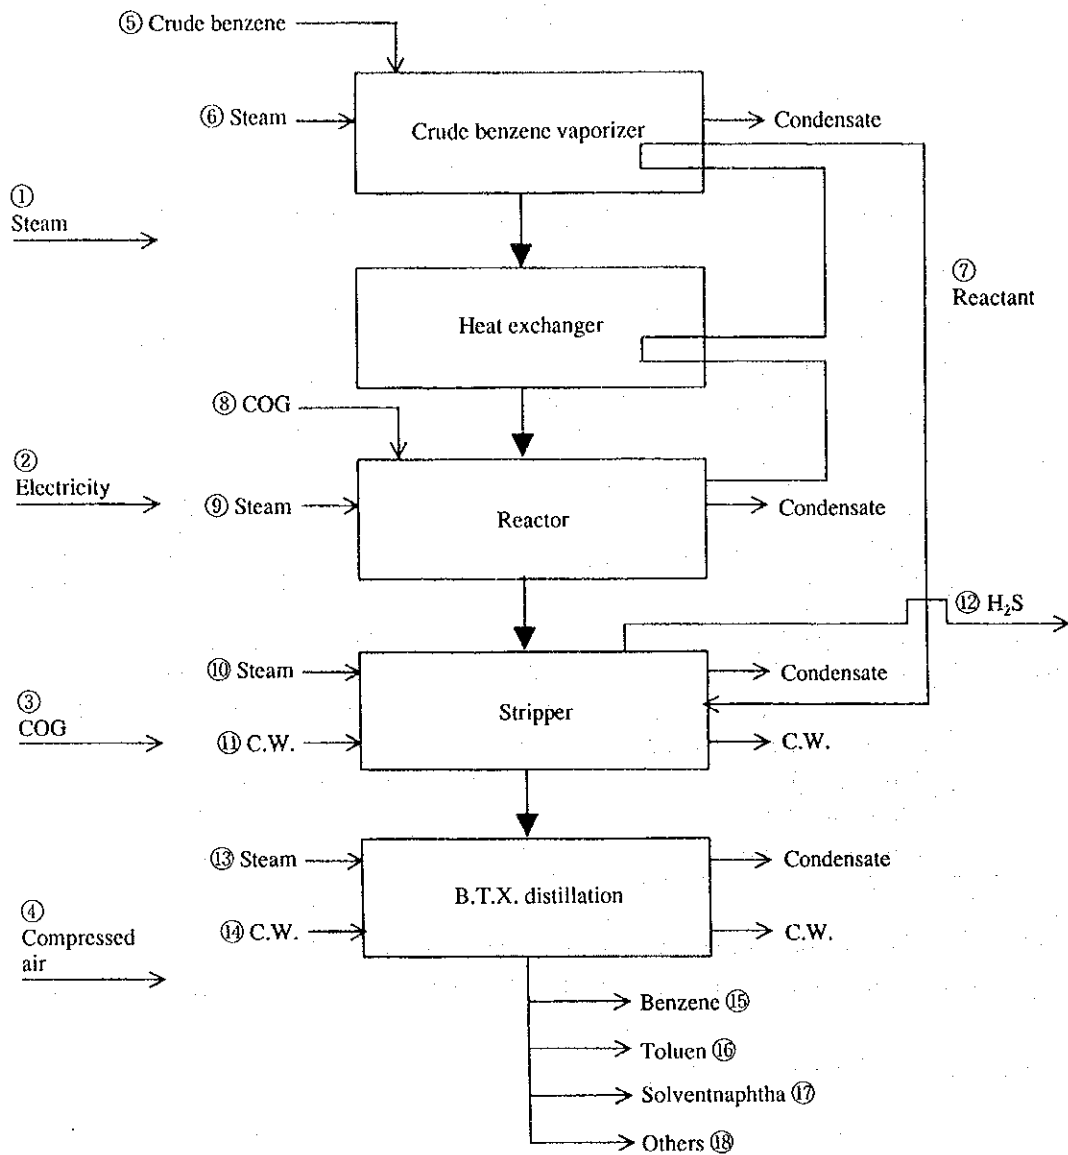 ⑤ Crude benzene
⑥ Steam
Crude benzene vaporizer
Condensate
①
Steam
⑦
Reactant
Heat exchanger
⑧ COG
②
Electricity
⑨ Steam
Reactor
Condensate
⑫ H₂S
⑩ Steam
Stripper
Condensate
③
COG
⑪ C.W.
C.W.
⑬ Steam
B.T.X. distillation
Condensate
④
Compressed
air
⑭ C.W.
C.W.
Benzene ⑮
Toluen ⑯
Solventnaphtha ⑰
Others ⑱